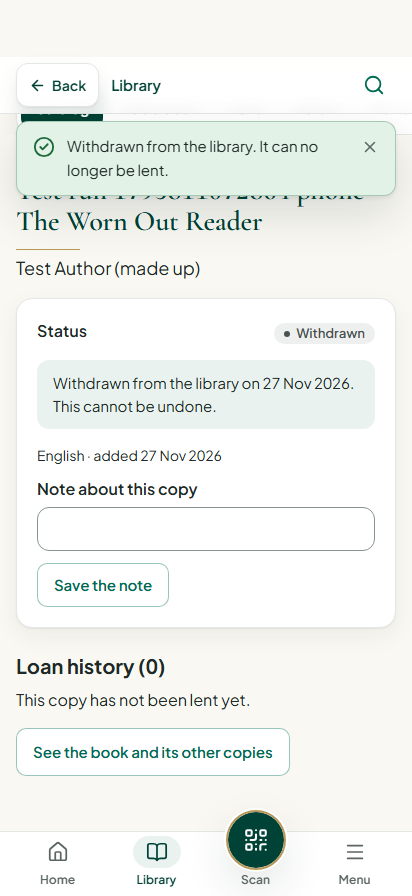 Back
Library
Withdrawn from the library. It can no
longer be lent.
The Worn Out Reader
Test Author (made up)
Status
Withdrawn
Withdrawn from the library on 27 Nov 2026.
This cannot be undone.
English · added 27 Nov 2026
Note about this copy
Save the note
Loan history (0)
This copy has not been lent yet.
See the book and its other copies
Home
Library
Scan
Menu